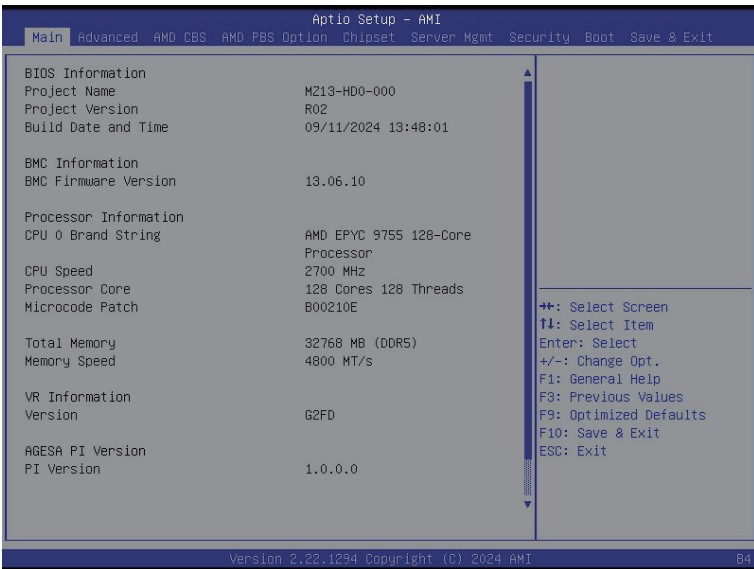 Aptio Setup - AMI
Main Advanced AMD CBS AMD PBS Option Chipset Server Mgmt Security Boot Save & Exit
BIOS Information
Project Name MZ13-HD0-000
Project Version R02
Build Date and Time 09/11/2024 13:48:01
BMC Information
BMC Firmware Version 13.06.10
Processor Information
CPU 0 Brand String AMD EPYC 9755 128-Core
Processor
CPU Speed 2700 MHz
Processor Core 128 Cores 128 Threads
Microcode Patch B00210E
Total Memory 32768 MB (DDR5)
Memory Speed 4800 MT/s
VR Information
Version G2FD
AGESA PI Version
PI Version 1.0.0.0
→←: Select Screen
↑↓: Select Item
Enter: Select
+/-: Change Opt.
F1: General Help
F3: Previous Values
F9: Optimized Defaults
F10: Save & Exit
ESC: Exit
Version 2.22.1294 Copyright (C) 2024 AMI
B4